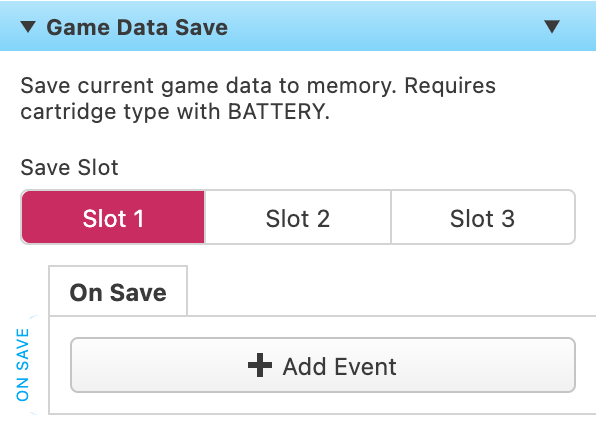 Game Data Save
Save current game data to memory. Requires
cartridge type with BATTERY.
Save Slot
Slot 1
Slot 2
Slot 3
On Save
ON SAVE
Add Event